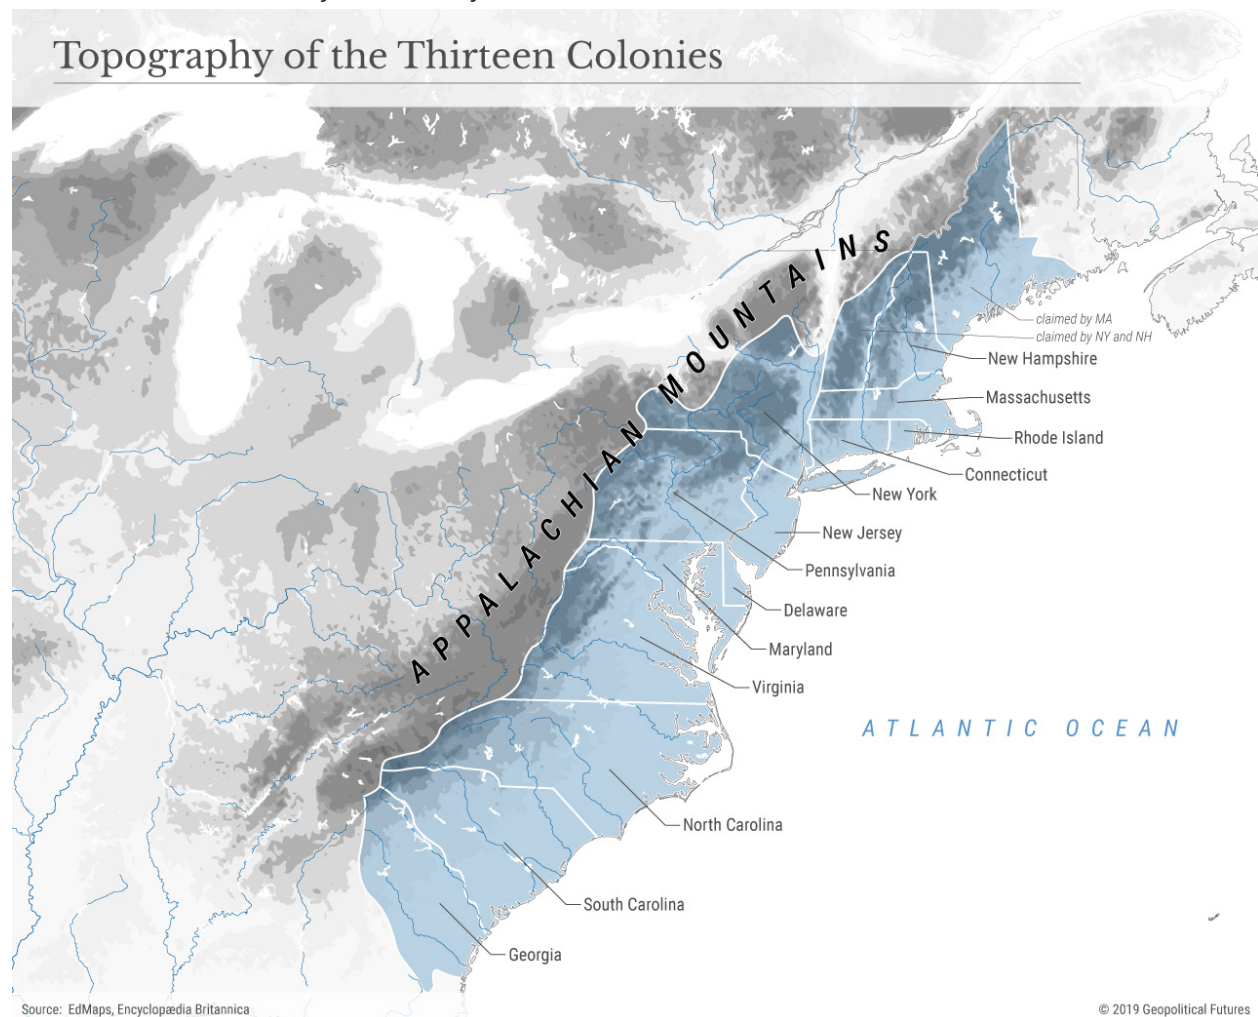 Topography of the Thirteen Colonies
APPALACHIAN MOUNTAINS
claimed by MA
claimed by NY and NH
New Hampshire
Massachusetts
Rhode Island
Connecticut
New York
New Jersey
Pennsylvania
Delaware
Maryland
Virginia
ATLANTIC OCEAN
North Carolina
South Carolina
Georgia
Source: EdMaps, Encyclopædia Britannica
© 2019 Geopolitical Futures